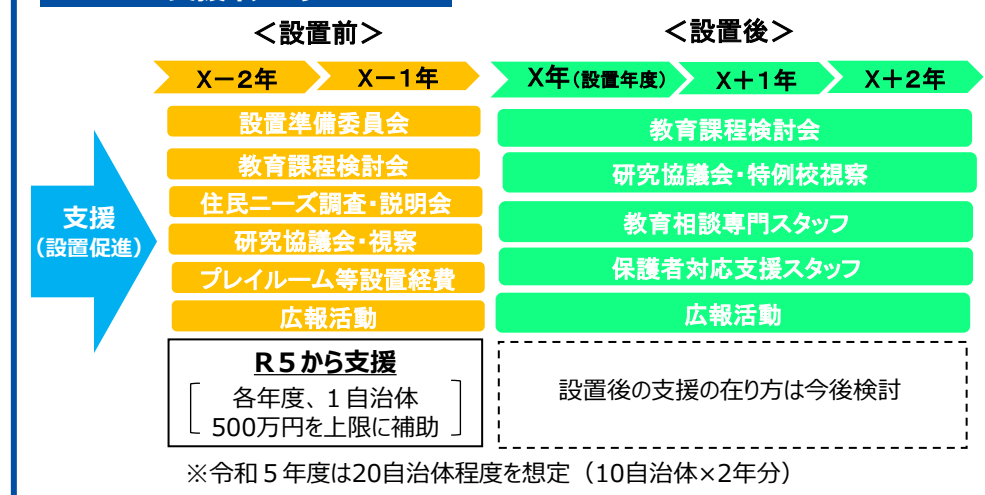 ＜設置前＞
＜設置後＞
X－2年
X－1年
X年(設置年度)
X＋1年
X＋2年
支援
(設置促進)
設置準備委員会
教育課程検討会
住民ニーズ調査・説明会
研究協議会・視察
プレイルーム等設置経費
広報活動
教育課程検討会
研究協議会・特例校視察
教育相談専門スタッフ
保護者対応支援スタッフ
広報活動
R５から支援
各年度、１自治体
500万円を上限に補助
設置後の支援の在り方は今後検討
※令和５年度は20自治体程度を想定（10自治体×2年分）